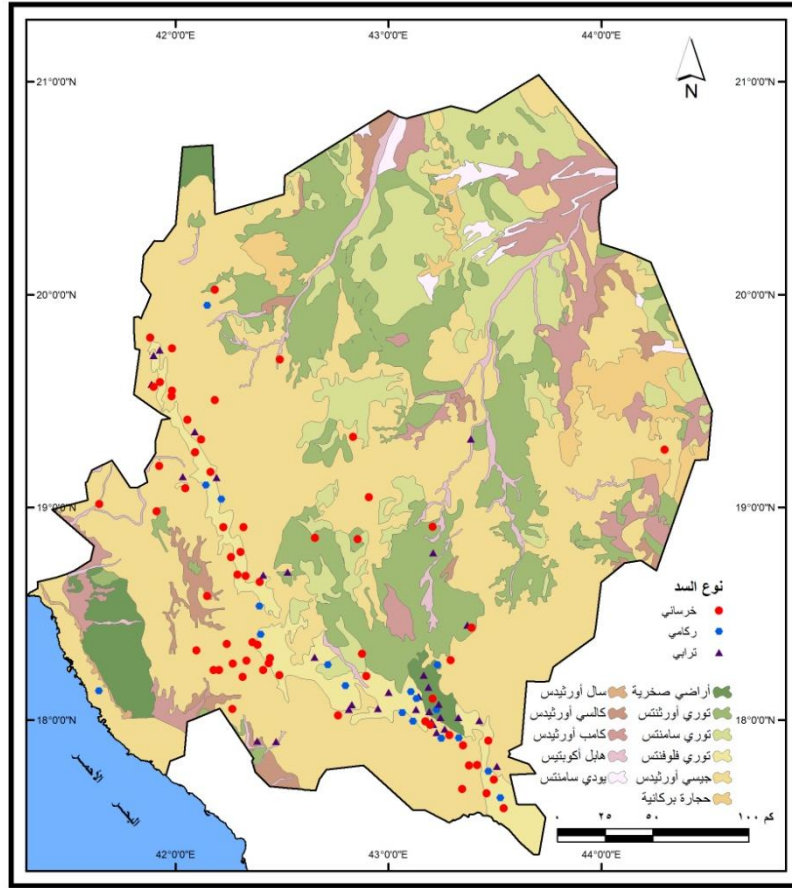 42°0'0"E 43°0'0"E 44°0'0"E
21°0'0"N 21°0'0"N
N
20°0'0"N 20°0'0"N
19°0'0"N 19°0'0"N
18°0'0"N 18°0'0"N
نوع السد
خرساني
ركامي
ترابي
أراضي صخرية سال أورثيدس
توري أورثنتس كالسي أورثيدس
توري سامنتس كامب أورثيدس
توري فلوفنتس هابل أكوبتيس
جيسي أورثيدس يودي سامنتس
حجارة بركانية
كم ١٠٠ ٥٠ ٢٥ ٠
البحر
الأحمر
42°0'0"E 43°0'0"E 44°0'0"E